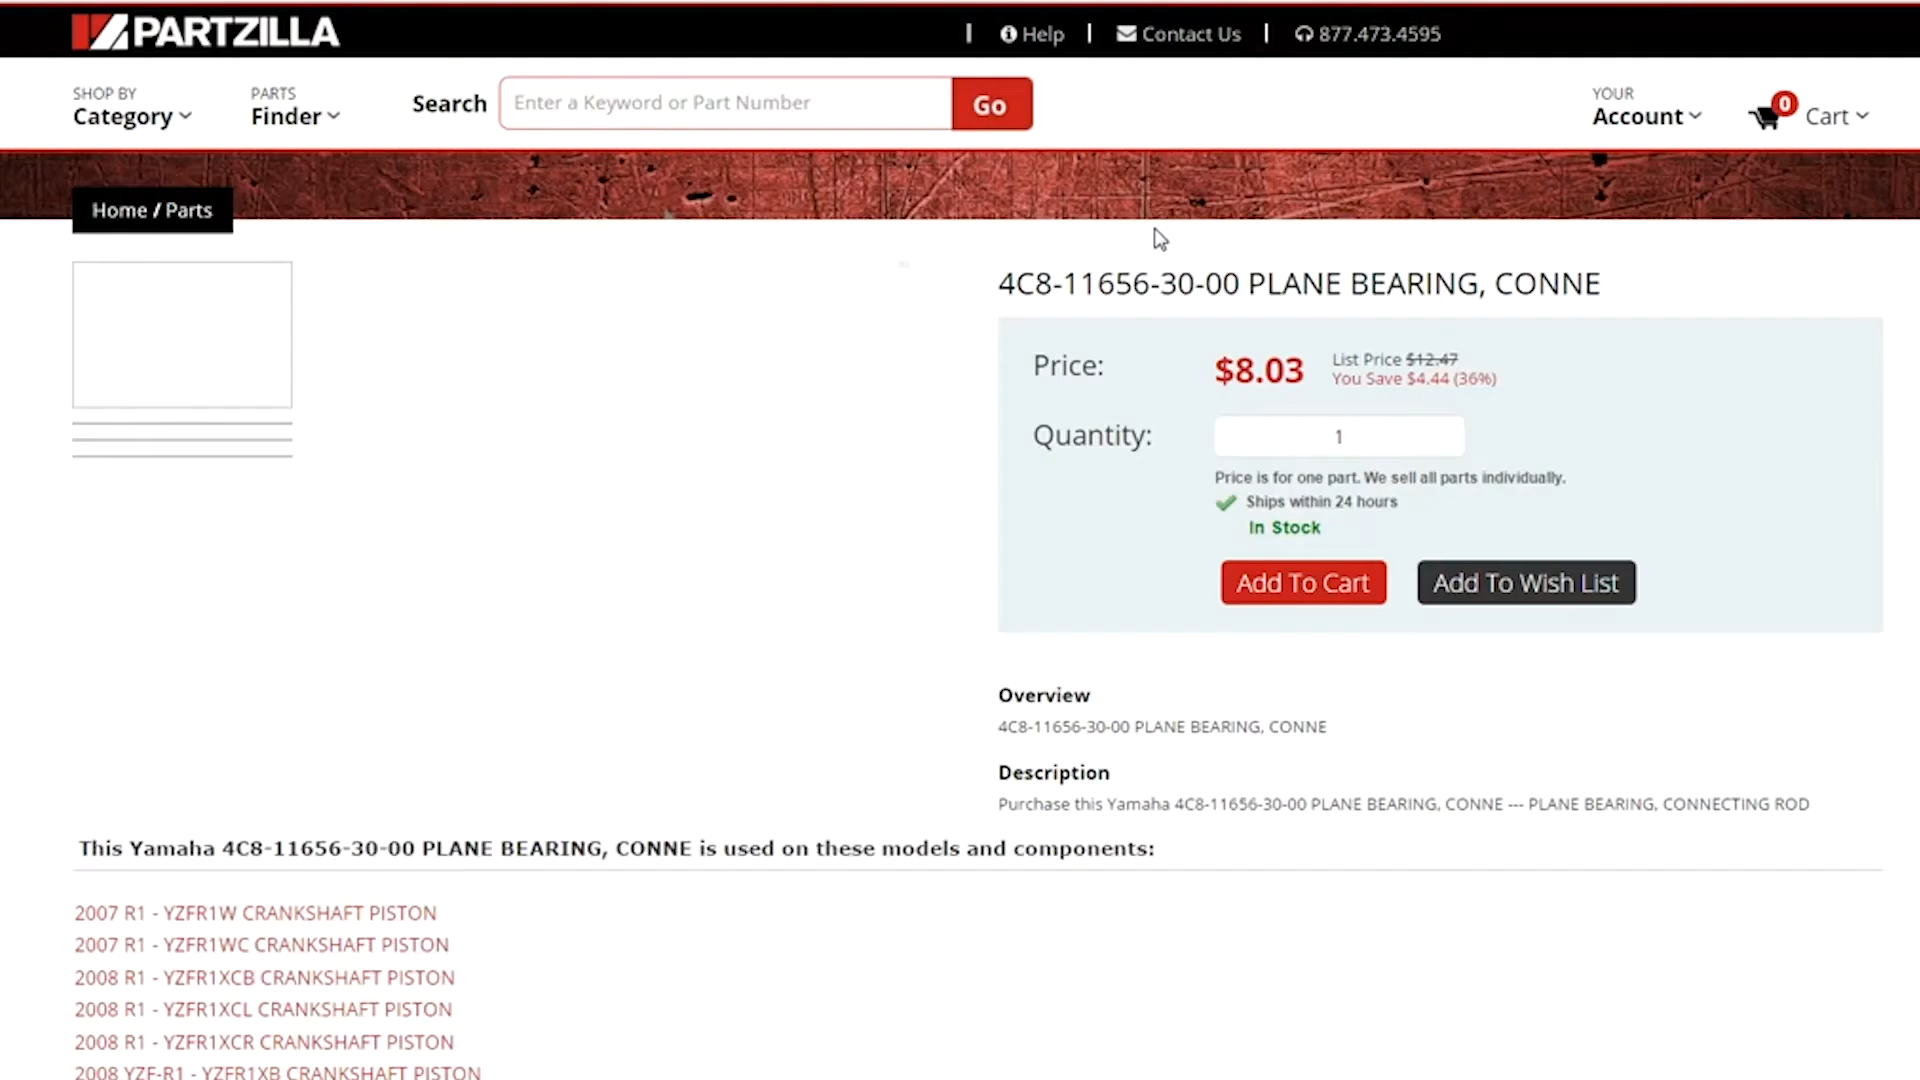 PARTZILLA
Help
Contact Us
877.473.4595
SHOP BY
Category
PARTS
Finder
Search
Enter a Keyword or Part Number
Go
YOUR
Account
0
Cart
Home / Parts
4C8-11656-30-00 PLANE BEARING, CONNE
Price:
$8.03
List Price $12.47
You Save $4.44 (36%)
Quantity:
1
Price is for one part. We sell all parts individually.
Ships within 24 hours
In Stock
Add To Cart
Add To Wish List
Overview
4C8-11656-30-00 PLANE BEARING, CONNE
Description
Purchase this Yamaha 4C8-11656-30-00 PLANE BEARING, CONNE --- PLANE BEARING, CONNECTING ROD
This Yamaha 4C8-11656-30-00 PLANE BEARING, CONNE is used on these models and components:
2007 R1 - YZFR1W CRANKSHAFT PISTON
2007 R1 - YZFR1WC CRANKSHAFT PISTON
2008 R1 - YZFR1XCB CRANKSHAFT PISTON
2008 R1 - YZFR1XCL CRANKSHAFT PISTON
2008 R1 - YZFR1XCR CRANKSHAFT PISTON
2008 YZF-R1 - YZFR1XB CRANKSHAFT PISTON